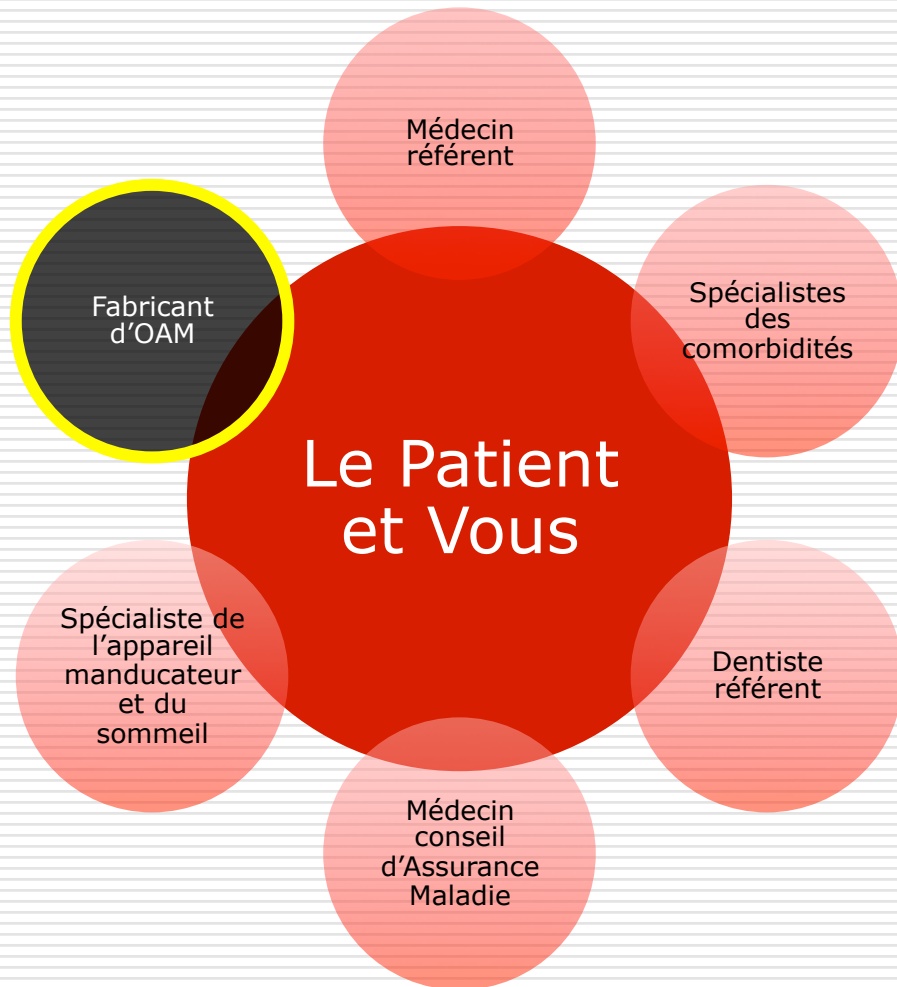 Médecin
référent
Fabricant
d’OAM
Spécialistes
des
comorbidités
Le Patient
et Vous
Spécialiste de
l’appareil
manducateur
et du
sommeil
Dentiste
référent
Médecin
conseil
d’Assurance
Maladie